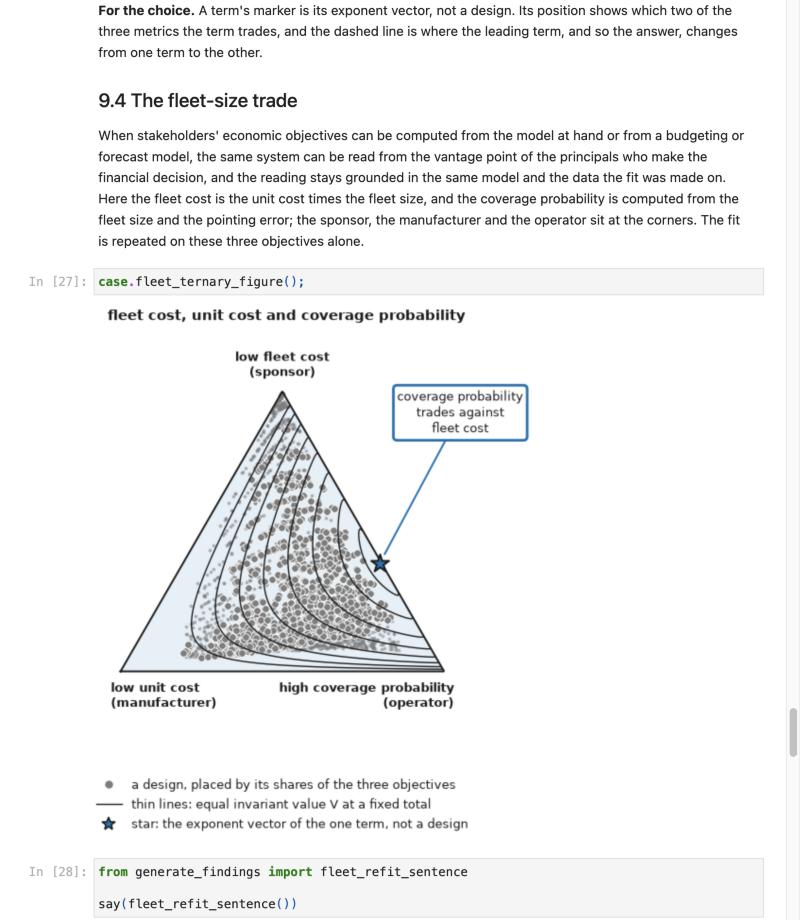 For the choice. A term's marker is its exponent vector, not a design. Its position shows which two of the
three metrics the term trades, and the dashed line is where the leading term, and so the answer, changes
from one term to the other.
9.4 The fleet-size trade
When stakeholders' economic objectives can be computed from the model at hand or from a budgeting or
forecast model, the same system can be read from the vantage point of the principals who make the
financial decision, and the reading stays grounded in the same model and the data the fit was made on.
Here the fleet cost is the unit cost times the fleet size, and the coverage probability is computed from the
fleet size and the pointing error; the sponsor, the manufacturer and the operator sit at the corners. The fit
is repeated on these three objectives alone.
In [27]: case.fleet_ternary_figure();
fleet cost, unit cost and coverage probability
low fleet cost
(sponsor)
coverage probability
trades against
fleet cost
low unit cost
(manufacturer)
high coverage probability
(operator)
a design, placed by its shares of the three objectives
thin lines: equal invariant value V at a fixed total
star: the exponent vector of the one term, not a design
In [28]: from generate_findings import fleet_refit_sentence
say(fleet_refit_sentence())